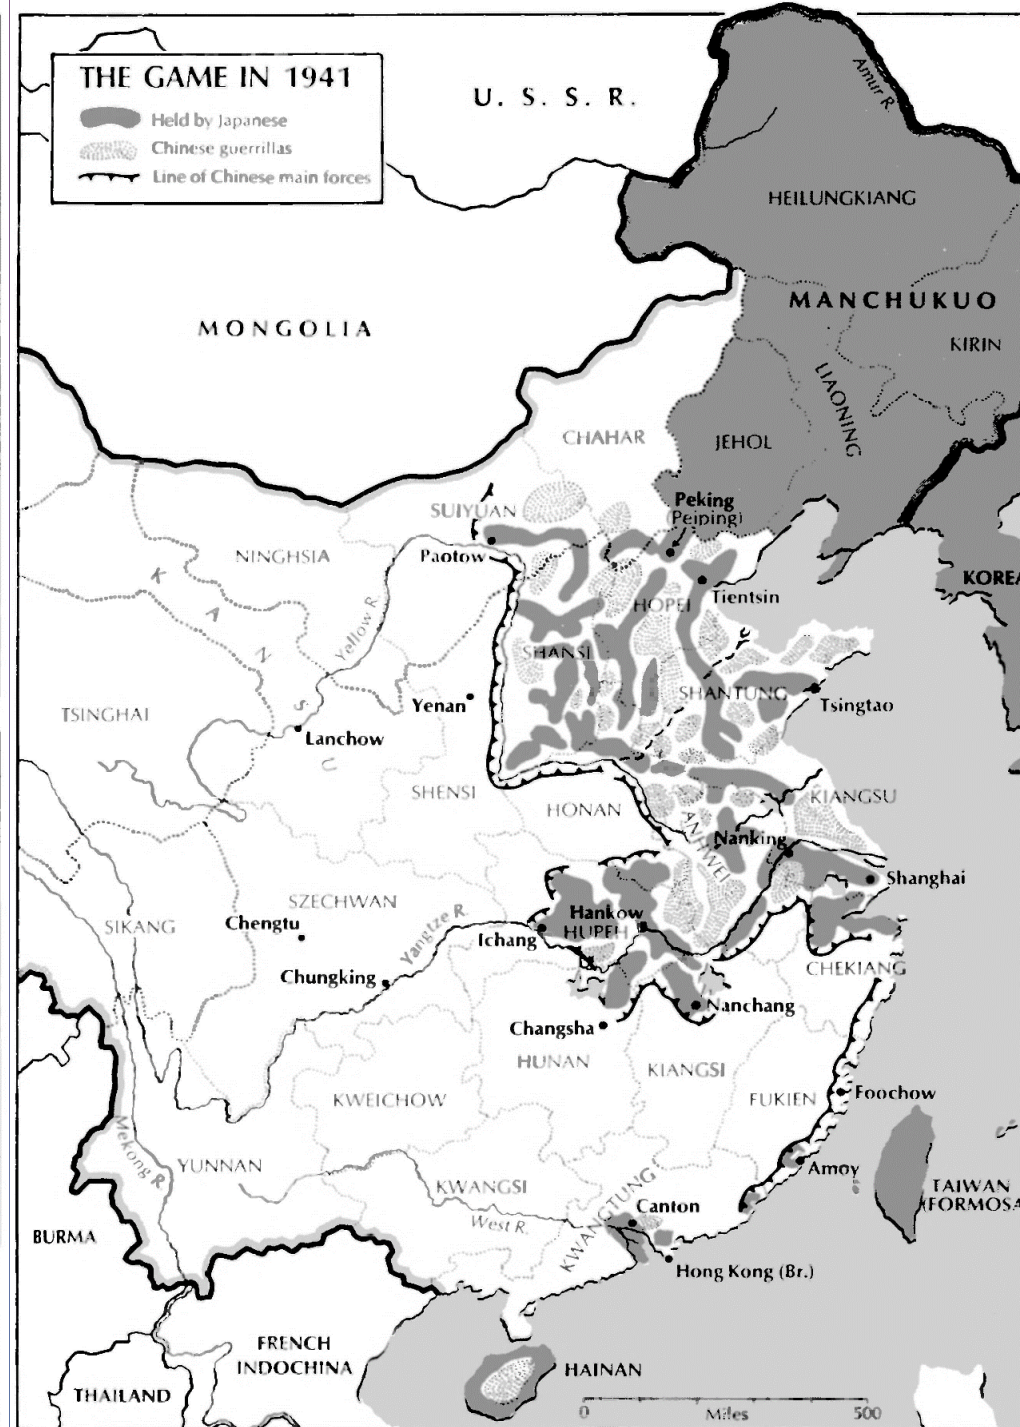 THE GAME IN 1941
Held by Japanese
Chinese guerrillas
Line of Chinese main forces
U. S. S. R.
Amur R.
HEILUNGKIANG
MANCHUKUO
KIRIN
LIAONING
MONGOLIA
CHAHAR
JEHOL
SUIYUAN
Peking
(Peiping)
NINGHSIA
Paotow
KOREA
HOPEI
Tientsin
KANSU
Yellow R.
SHANSI
SHANTUNG
Yenan
Tsingtao
TSINGHAI
Lanchow
SHENSI
HONAN
KIANGSU
ANHWEI
Nanking
Shanghai
SZECHWAN
SIKANG
Chengtu
Yangtze R.
Hankow
HUPEH
Ichang
CHEKIANG
Chungking
Nanchang
Changsha
HUNAN
KIANGSI
KWEICHOW
FUKIEN
Foochow
Mekong R.
YUNNAN
Amoy
KWANGSI
TAIWAN
(FORMOSA
KWANGTUNG
Canton
West R.
BURMA
Hong Kong (Br.)
FRENCH
INDOCHINA
HAINAN
THAILAND
0 Miles 500